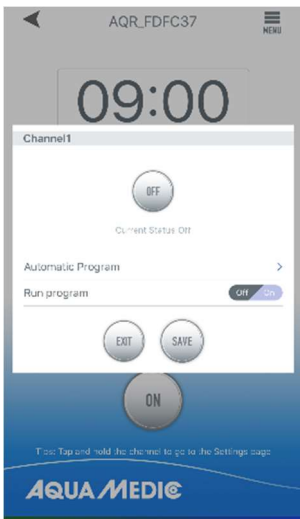 AQR_FDFC37
MENU
09:00
Channel1
OFF
Current Status Off
Automatic Program >
Run program Off On
EXIT SAVE
ON
Tips: Tap and hold the channel to go to the Settings page
AQUA MEDIC